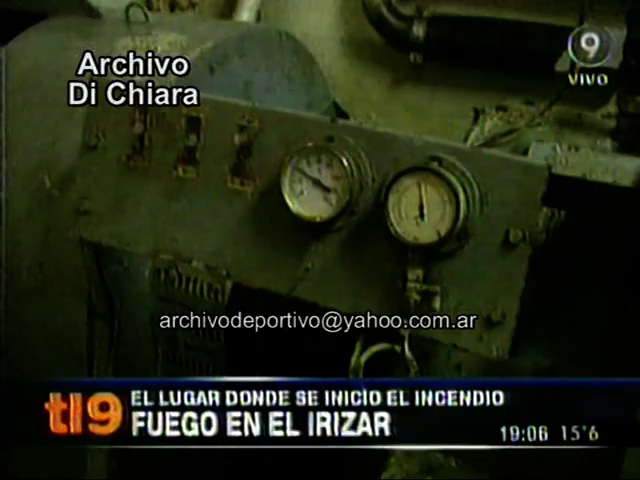 Archivo
Di Chiara
9
VIVO
archivodeportivo@yahoo.com.ar
tl9
EL LUGAR DONDE SE INICIO EL INCENDIO
FUEGO EN EL IRIZAR
19:06 15°6